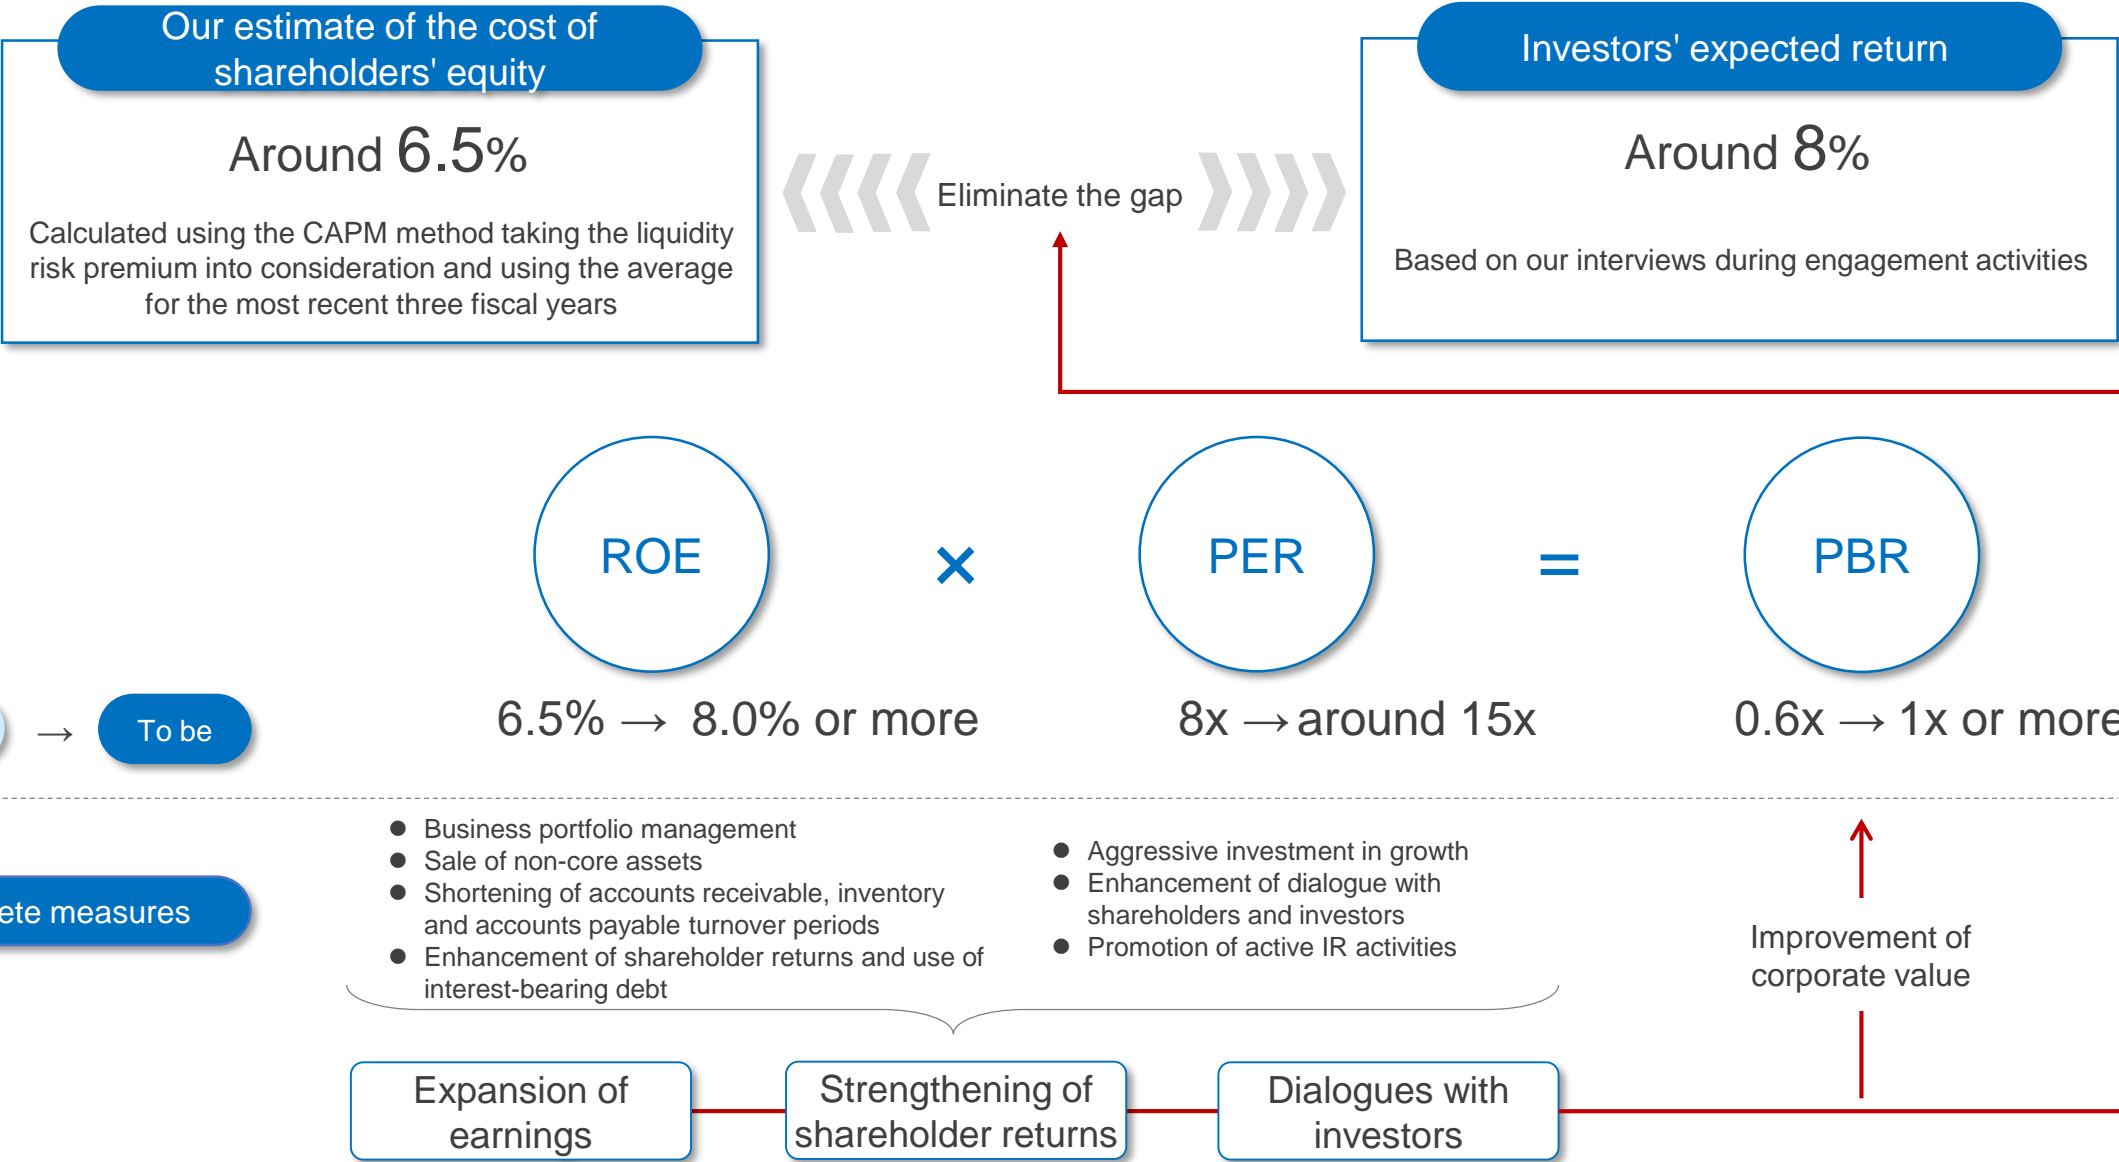 Our estimate of the cost of
shareholders' equity
Around 6.5%
Calculated using the CAPM method taking the liquidity
risk premium into consideration and using the average
for the most recent three fiscal years
Eliminate the gap
Investors' expected return
Around 8%
Based on our interviews during engagement activities
ROE
×
PER
=
PBR
→ To be
6.5% → 8.0% or more
8x → around 15x
0.6x → 1x or more
ete measures
● Business portfolio management
● Sale of non-core assets
● Shortening of accounts receivable, inventory
and accounts payable turnover periods
● Enhancement of shareholder returns and use of
interest-bearing debt
● Aggressive investment in growth
● Enhancement of dialogue with
shareholders and investors
● Promotion of active IR activities
Improvement of
corporate value
Expansion of
earnings
Strengthening of
shareholder returns
Dialogues with
investors